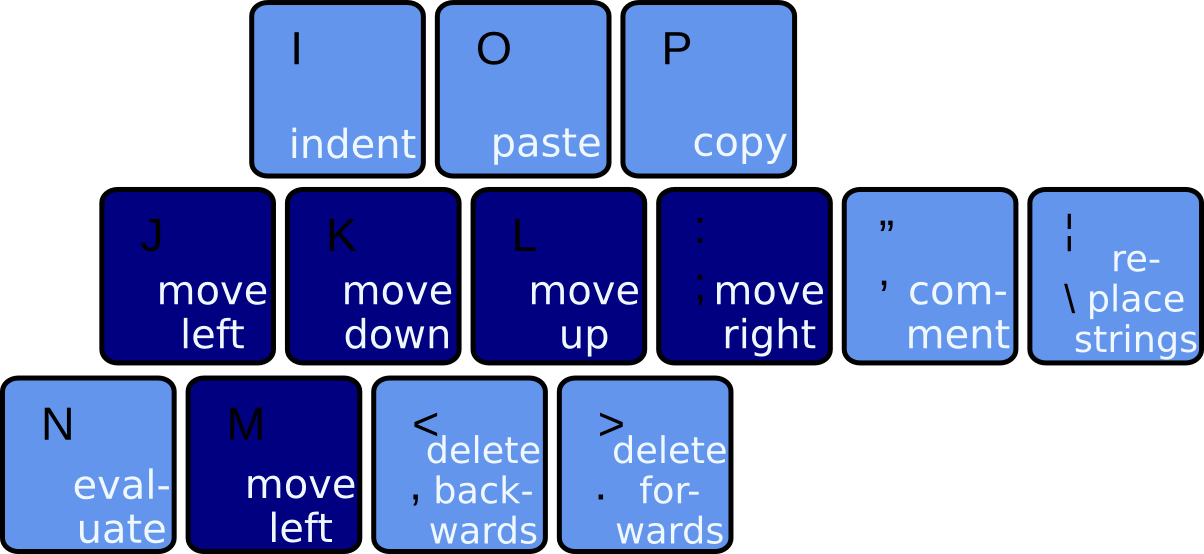 I
indent
O
paste
P
copy
J
move
left
K
move
down
L
move
up
:
;
move
right
”
’
com-
ment
¦
\
re-
place
strings
N
eval-
uate
M
move
left
<
,
delete
back-
wards
>
.
delete
for-
wards